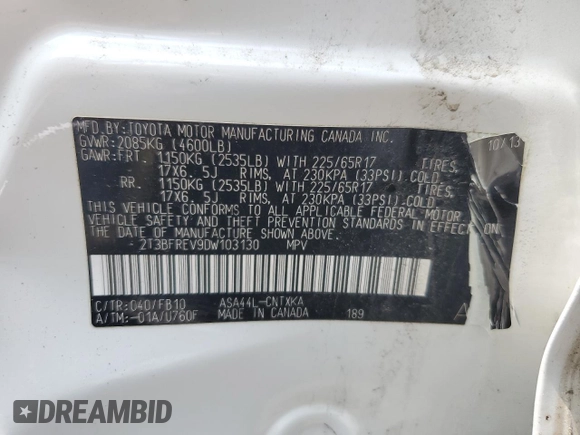 MFD.BY:TOYOTA MOTOR MANUFACTURING CANADA INC. 10/13
GVWR:2085KG (4600LB)
GAWR:FRT. 1150KG (2535LB) WITH 225/65R17 TIRES,
17X6.5J RIMS, AT 230KPA (33PSI) COLD
RR. 1150KG (2535LB) WITH 225/65R17 TIRES,
17X6.5J RIMS, AT 230KPA (33PSI) COLD.
THIS VEHICLE CONFORMS TO ALL APPLICABLE FEDERAL MOTOR
VEHICLE SAFETY AND THEFT PREVENTION STANDARDS IN EFFECT ON
THE DATE OF MANUFACTURE SHOWN ABOVE.
2T3BFREV9DW103130 MPV
C/TR:040/FB10 ASA44L-CNTXKA
A/TM:-01A/U760F MADE IN CANADA 189 A
DREAMBID